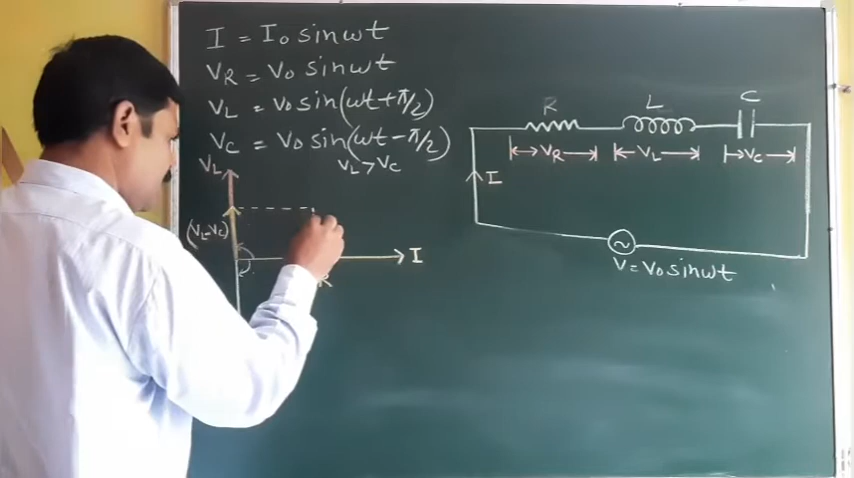 I = I₀ sinωt
V_R = V₀ sinωt
V_L = V₀ sin(ωt+π/2)
V_C = V₀ sin(ωt-π/2)
V_L > V_C
V_L
(V_L-V_C)
I
R
L
C
V_R
V_L
V_C
I
V = V₀ sinωt